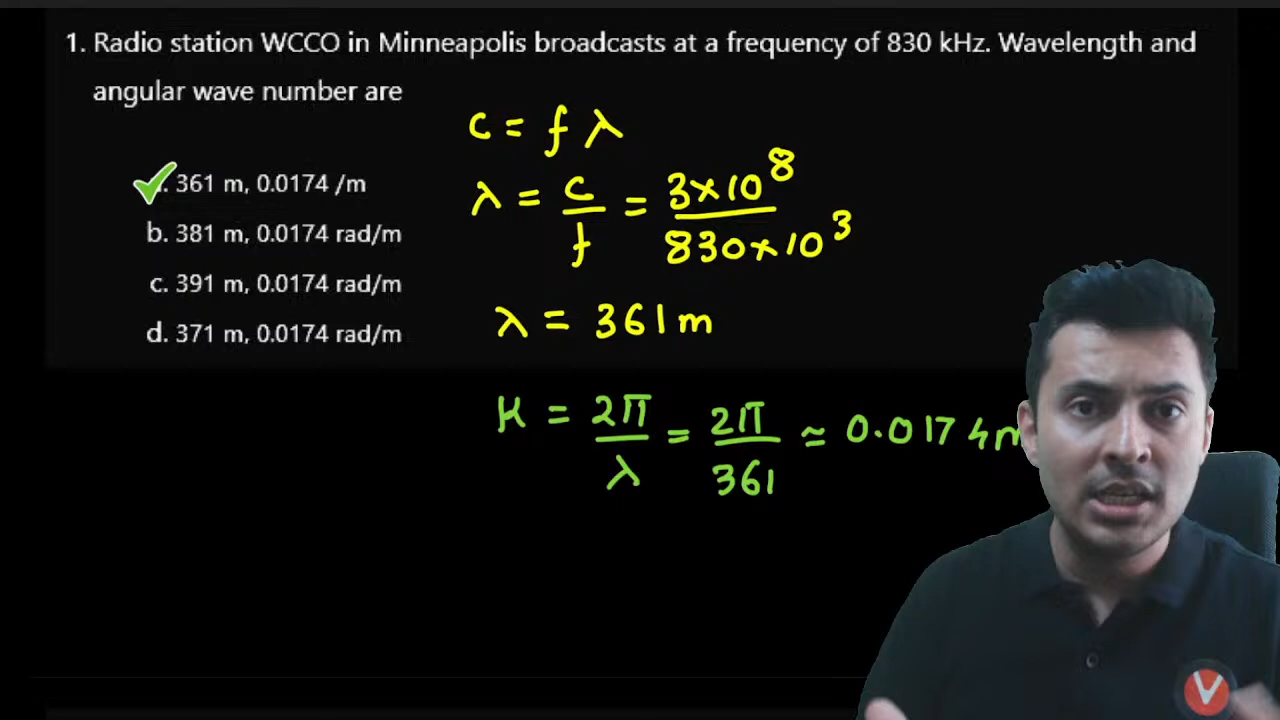 1. Radio station WCCO in Minneapolis broadcasts at a frequency of 830 kHz. Wavelength and
angular wave number are
361 m, 0.0174 /m
b. 381 m, 0.0174 rad/m
c. 391 m, 0.0174 rad/m
d. 371 m, 0.0174 rad/m
c = f λ
λ = c/f = 3×10^8/830×10^3
λ = 361 m
K = 2π/λ = 2π/361 ≈ 0.0174 m
V